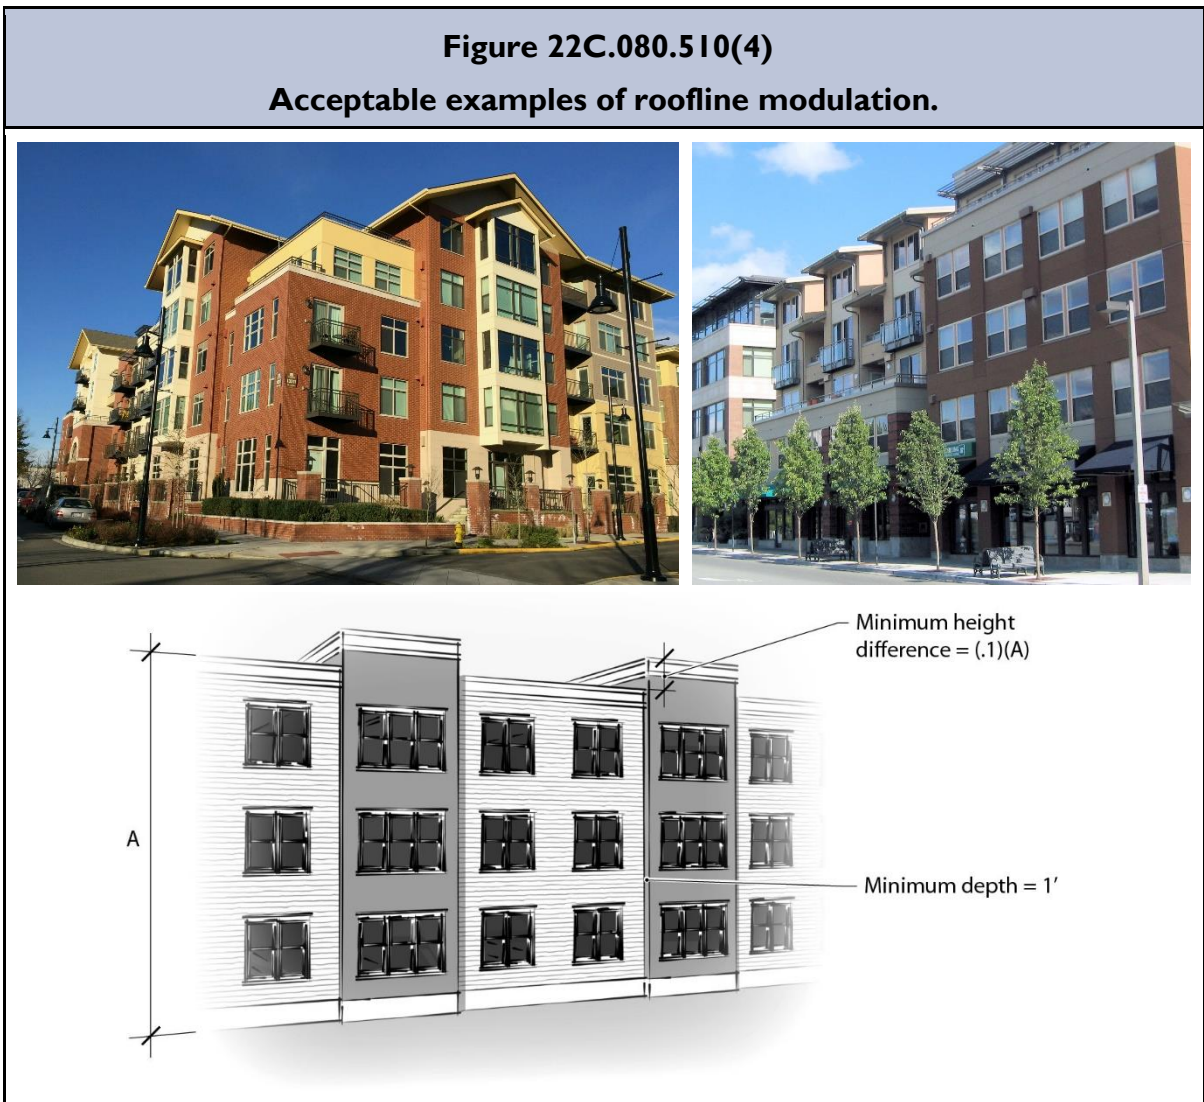 Figure 22C.080.510(4)
Acceptable examples of roofline modulation.
Minimum height
difference = (.1)(A)
A
Minimum depth = 1’